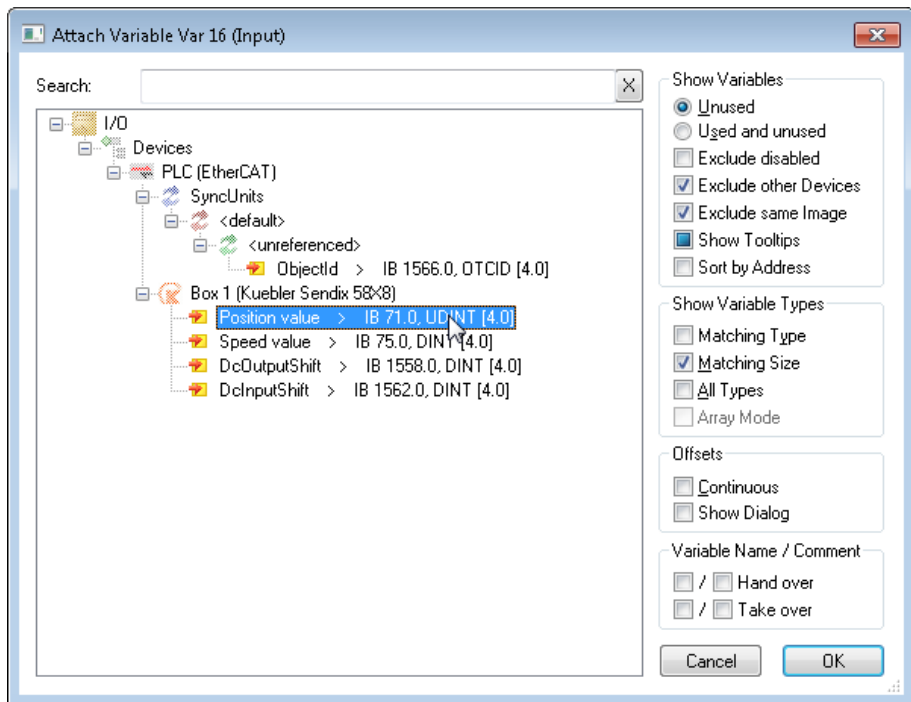 Attach Variable Var 16 (Input)
Search:
X
I/O
Devices
PLC (EtherCAT)
SyncUnits
<default>
<unreferenced>
ObjectId > IB 1566.0, OTCID [4.0]
Box 1 (Kuebler Sendix 58X8)
Position value > IB 71.0, UDINT [4.0]
Speed value > IB 75.0, DINT [4.0]
DcOutputShift > IB 1558.0, DINT [4.0]
DcInputShift > IB 1562.0, DINT [4.0]
Show Variables
Unused
Used and unused
Exclude disabled
Exclude other Devices
Exclude same Image
Show Tooltips
Sort by Address
Show Variable Types
Matching Type
Matching Size
All Types
Array Mode
Offsets
Continuous
Show Dialog
Variable Name / Comment
/ Hand over
/ Take over
Cancel
OK